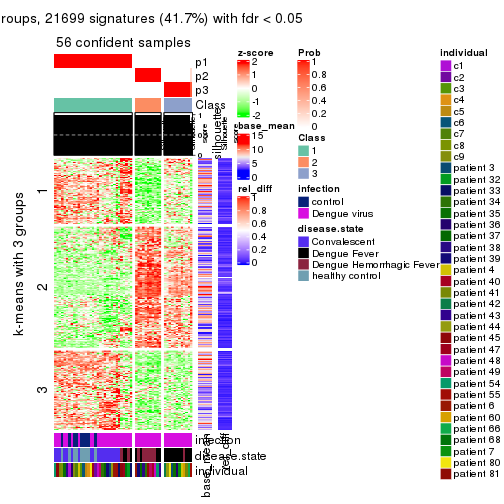 roups, 21699 signatures (41.7%) with fdr < 0.05
56 confident samples
p1
p2
p3
Class
1
0.5
0
silhouette
score
k-means with 3 groups
1
2
3
infection
disease.state
individual
base_mean
rel_diff
z-score
2
1
0
-1
-2
base_mean
15
10
5
0
rel_diff
1
0.8
0.6
0.4
0.2
0
Prob
1
0.8
0.6
0.4
0.2
0
Class
1
2
3
infection
control
Dengue virus
disease.state
Convalescent
Dengue Fever
Dengue Hemorrhagic Fever
healthy control
individual
c1
c2
c3
c4
c5
c6
c7
c8
c9
patient 3
patient 32
patient 33
patient 34
patient 35
patient 36
patient 37
patient 38
patient 39
patient 4
patient 40
patient 41
patient 42
patient 43
patient 44
patient 45
patient 47
patient 48
patient 49
patient 54
patient 55
patient 6
patient 60
patient 66
patient 68
patient 7
patient 80
patient 81